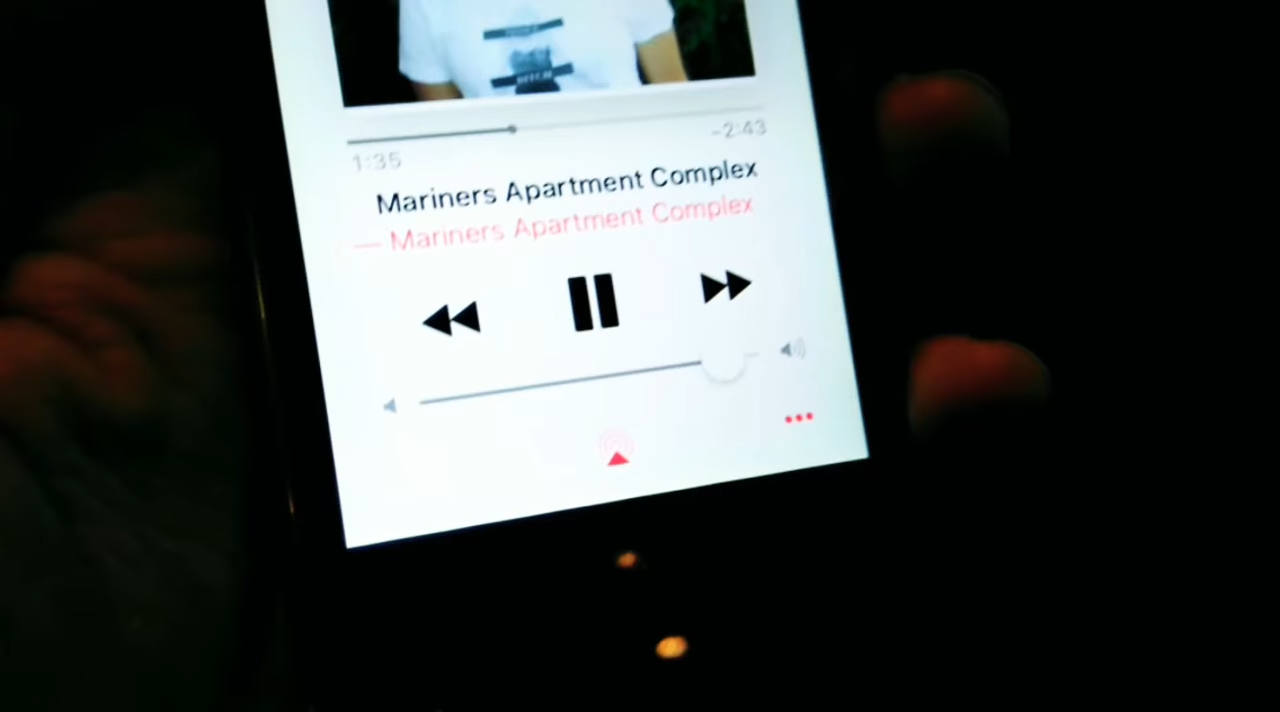 1:35
-2:43
Mariners Apartment Complex
— Mariners Apartment Complex